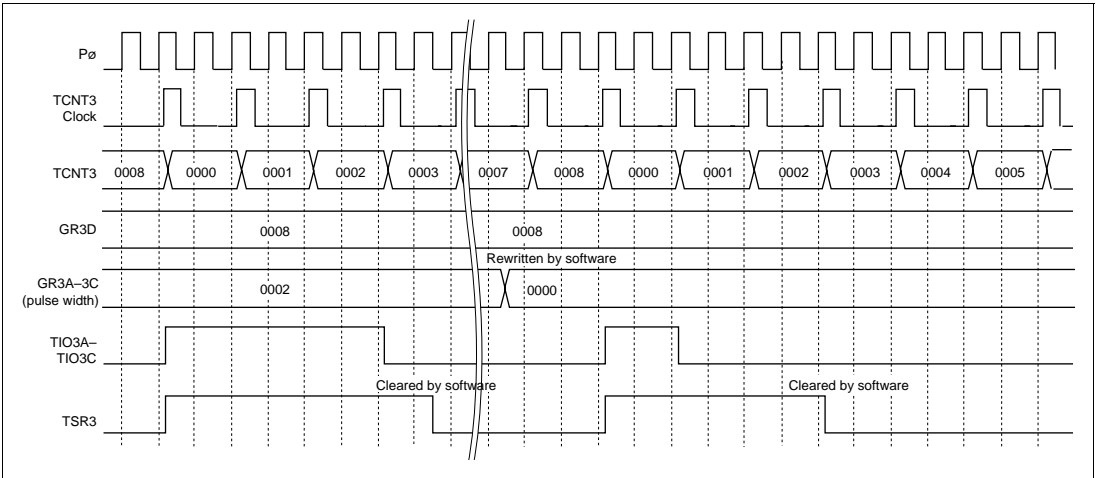 Pø
TCNT3
Clock
TCNT3
0008 0000 0001 0002 0003 0007 0008 0000 0001 0002 0003 0004 0005
GR3D
0008 0008
Rewritten by software
GR3A–3C
(pulse width)
0002 0000
TIO3A–
TIO3C
Cleared by software Cleared by software
TSR3